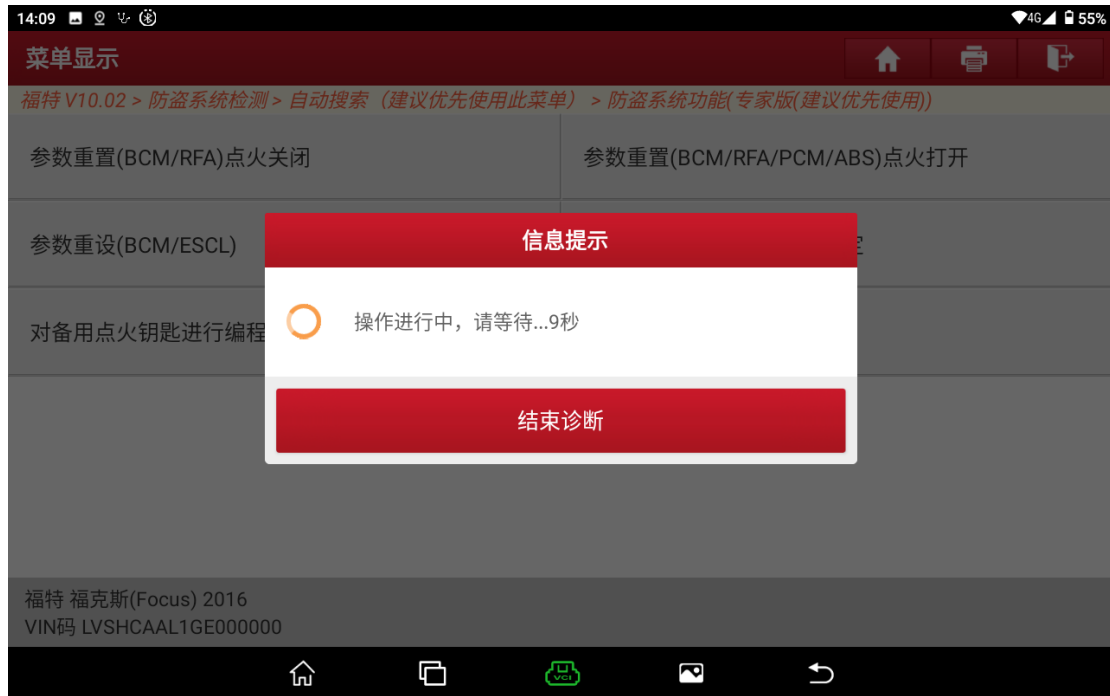 14:09
4G 55%
菜单显示
福特 V10.02 > 防盗系统检测 > 自动搜索（建议优先使用此菜单） > 防盗系统功能(专家版(建议优先使用))
参数重置(BCM/RFA)点火关闭
参数重置(BCM/RFA/PCM/ABS)点火打开
参数重设(BCM/ESCL)
信息提示
对备用点火钥匙进行编程
操作进行中，请等待...9秒
结束诊断
福特 福克斯(Focus) 2016
VIN码 LVSHCAAL1GE000000
VCI